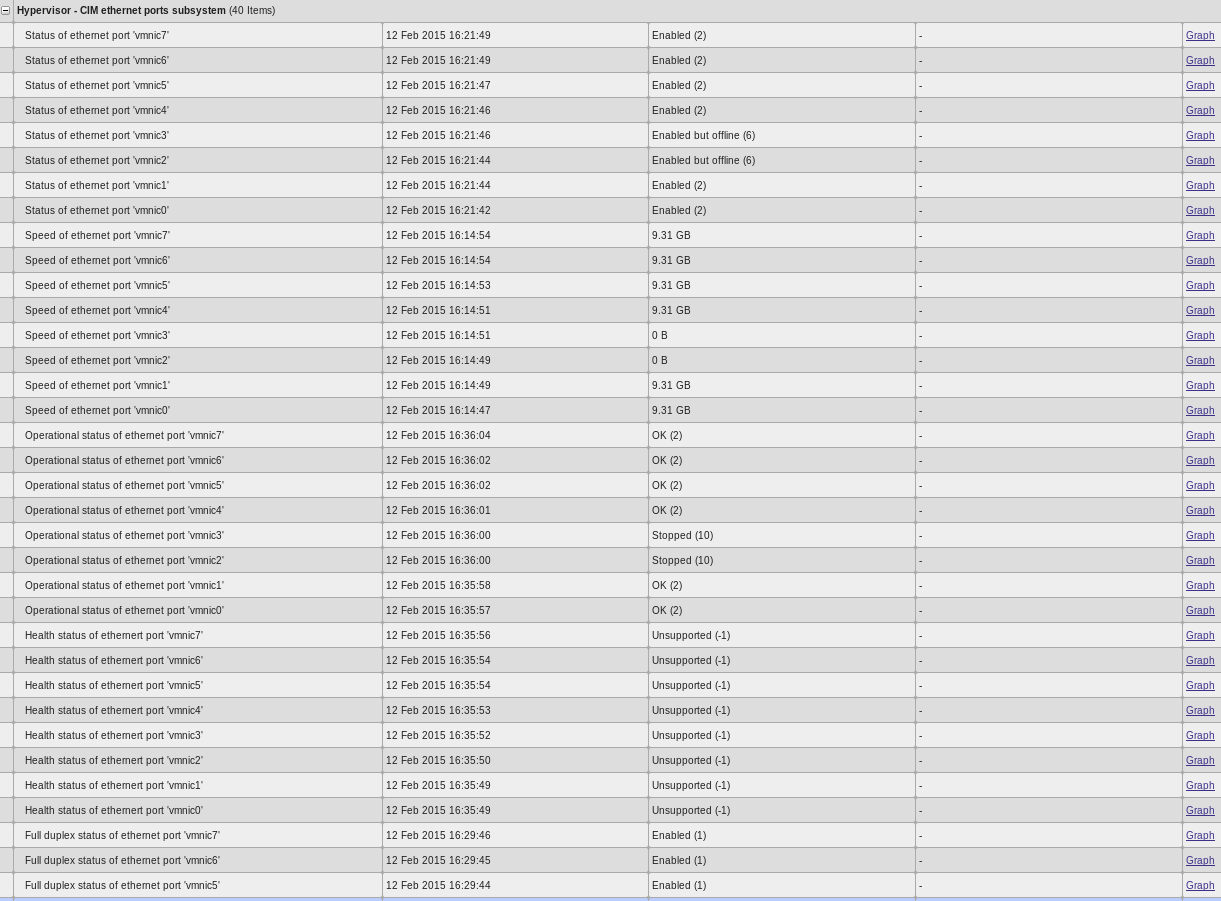 Hypervisor - CIM ethernet ports subsystem (40 Items)
Status of ethernet port 'vmnic7' 12 Feb 2015 16:21:49 Enabled (2) - Graph
Status of ethernet port 'vmnic6' 12 Feb 2015 16:21:49 Enabled (2) - Graph
Status of ethernet port 'vmnic5' 12 Feb 2015 16:21:47 Enabled (2) - Graph
Status of ethernet port 'vmnic4' 12 Feb 2015 16:21:46 Enabled (2) - Graph
Status of ethernet port 'vmnic3' 12 Feb 2015 16:21:46 Enabled but offline (6) - Graph
Status of ethernet port 'vmnic2' 12 Feb 2015 16:21:44 Enabled but offline (6) - Graph
Status of ethernet port 'vmnic1' 12 Feb 2015 16:21:44 Enabled (2) - Graph
Status of ethernet port 'vmnic0' 12 Feb 2015 16:21:42 Enabled (2) - Graph
Speed of ethernet port 'vmnic7' 12 Feb 2015 16:14:54 9.31 GB - Graph
Speed of ethernet port 'vmnic6' 12 Feb 2015 16:14:54 9.31 GB - Graph
Speed of ethernet port 'vmnic5' 12 Feb 2015 16:14:53 9.31 GB - Graph
Speed of ethernet port 'vmnic4' 12 Feb 2015 16:14:51 9.31 GB - Graph
Speed of ethernet port 'vmnic3' 12 Feb 2015 16:14:51 0 B - Graph
Speed of ethernet port 'vmnic2' 12 Feb 2015 16:14:49 0 B - Graph
Speed of ethernet port 'vmnic1' 12 Feb 2015 16:14:49 9.31 GB - Graph
Speed of ethernet port 'vmnic0' 12 Feb 2015 16:14:47 9.31 GB - Graph
Operational status of ethernet port 'vmnic7' 12 Feb 2015 16:36:04 OK (2) - Graph
Operational status of ethernet port 'vmnic6' 12 Feb 2015 16:36:02 OK (2) - Graph
Operational status of ethernet port 'vmnic5' 12 Feb 2015 16:36:02 OK (2) - Graph
Operational status of ethernet port 'vmnic4' 12 Feb 2015 16:36:01 OK (2) - Graph
Operational status of ethernet port 'vmnic3' 12 Feb 2015 16:36:00 Stopped (10) - Graph
Operational status of ethernet port 'vmnic2' 12 Feb 2015 16:36:00 Stopped (10) - Graph
Operational status of ethernet port 'vmnic1' 12 Feb 2015 16:35:58 OK (2) - Graph
Operational status of ethernet port 'vmnic0' 12 Feb 2015 16:35:57 OK (2) - Graph
Health status of ethernert port 'vmnic7' 12 Feb 2015 16:35:56 Unsupported (-1) - Graph
Health status of ethernert port 'vmnic6' 12 Feb 2015 16:35:54 Unsupported (-1) - Graph
Health status of ethernert port 'vmnic5' 12 Feb 2015 16:35:54 Unsupported (-1) - Graph
Health status of ethernert port 'vmnic4' 12 Feb 2015 16:35:53 Unsupported (-1) - Graph
Health status of ethernert port 'vmnic3' 12 Feb 2015 16:35:52 Unsupported (-1) - Graph
Health status of ethernert port 'vmnic2' 12 Feb 2015 16:35:50 Unsupported (-1) - Graph
Health status of ethernert port 'vmnic1' 12 Feb 2015 16:35:49 Unsupported (-1) - Graph
Health status of ethernert port 'vmnic0' 12 Feb 2015 16:35:49 Unsupported (-1) - Graph
Full duplex status of ethernet port 'vmnic7' 12 Feb 2015 16:29:46 Enabled (1) - Graph
Full duplex status of ethernet port 'vmnic6' 12 Feb 2015 16:29:45 Enabled (1) - Graph
Full duplex status of ethernet port 'vmnic5' 12 Feb 2015 16:29:44 Enabled (1) - Graph